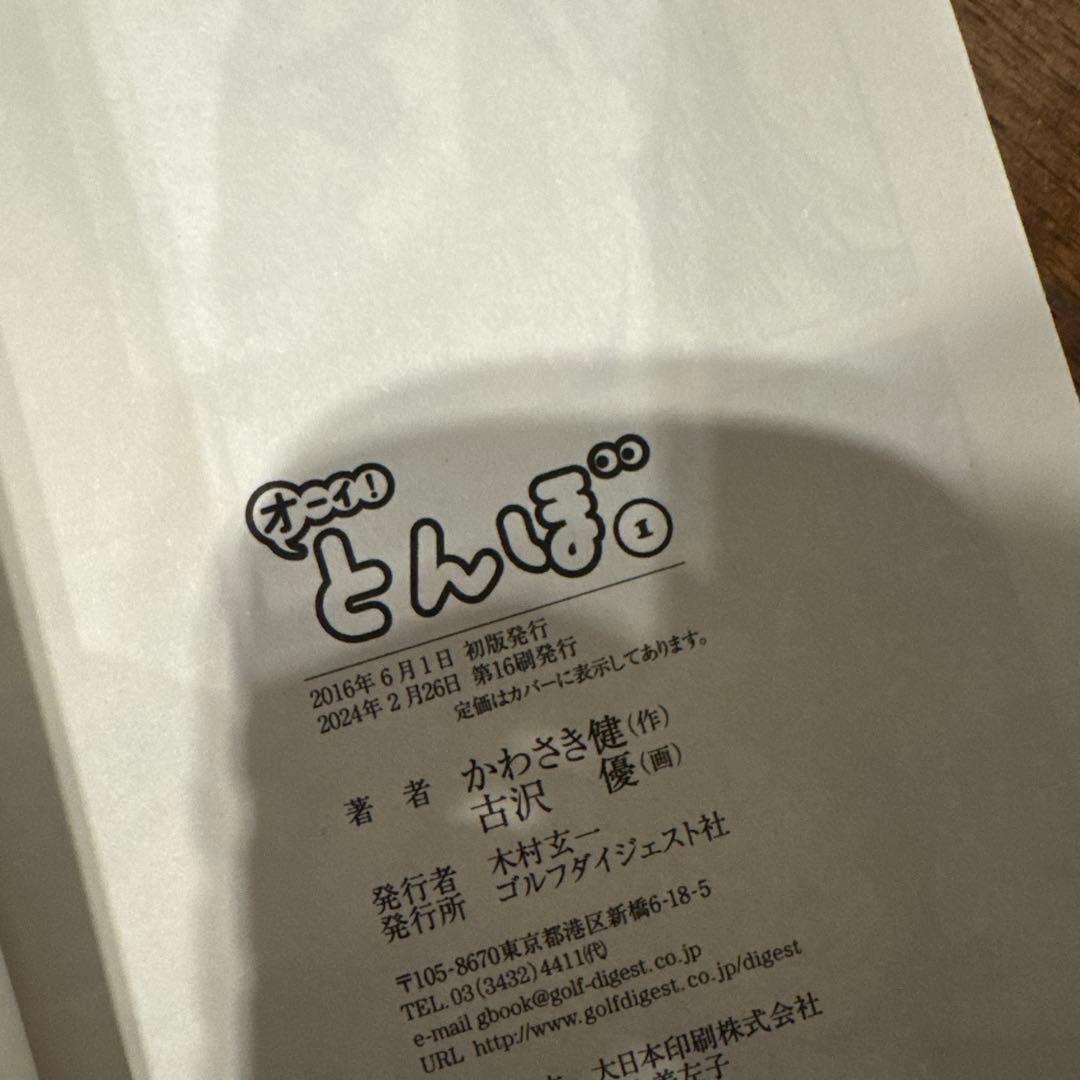 オーイ!
とんぼ。1
2016年6月1日 初版発行
2024年2月26日 第16刷発行
定価はカバーに表示してあります。
著 者 かわさき健(作)
古沢 優(画)
発行者 木村玄一
発行所 ゴルフダイジェスト社
〒105-8670東京都港区新橋6-18-5
TEL.03(3432)4411㈹
e-mail gbook@golf-digest.co.jp
URL http://www.golfdigest.co.jp/digest
大日本印刷株式会社
美左子